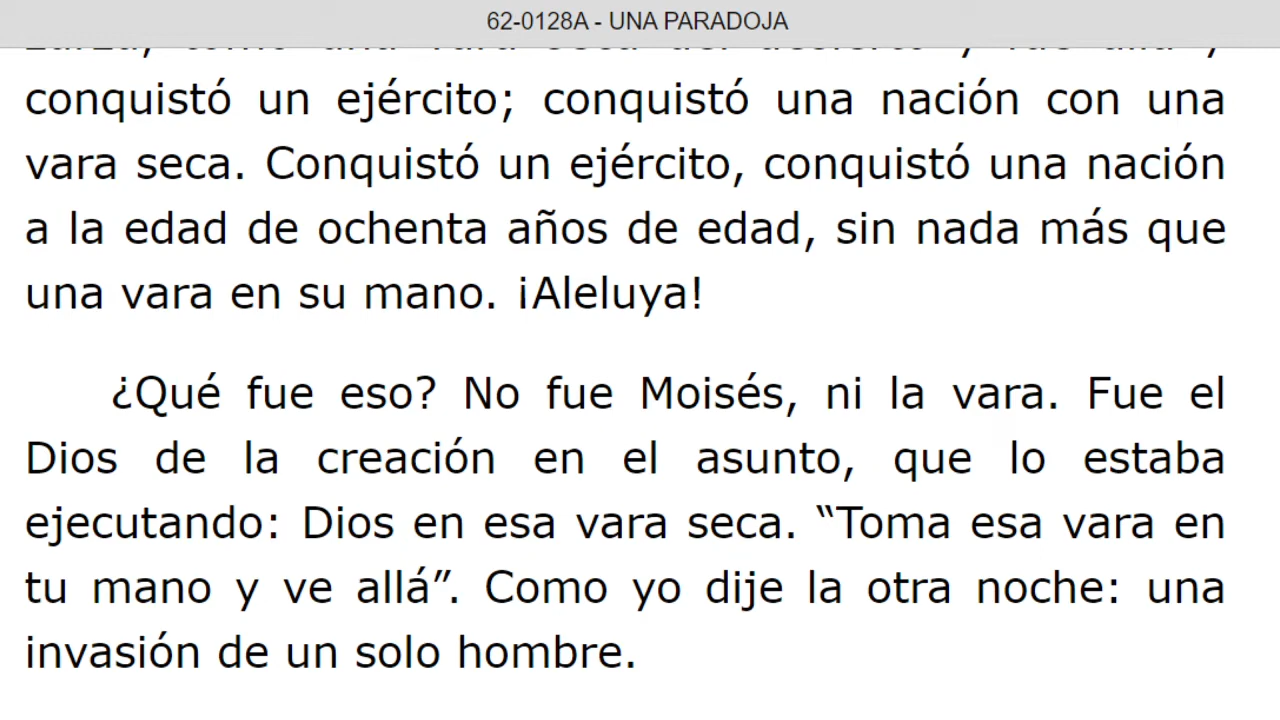 62-0128A - UNA PARADOJA
conquistó un ejército; conquistó una nación con una
vara seca. Conquistó un ejército, conquistó una nación
a la edad de ochenta años de edad, sin nada más que
una vara en su mano. ¡Aleluya!
¿Qué fue eso? No fue Moisés, ni la vara. Fue el
Dios de la creación en el asunto, que lo estaba
ejecutando: Dios en esa vara seca. “Toma esa vara en
tu mano y ve allá”. Como yo dije la otra noche: una
invasión de un solo hombre.